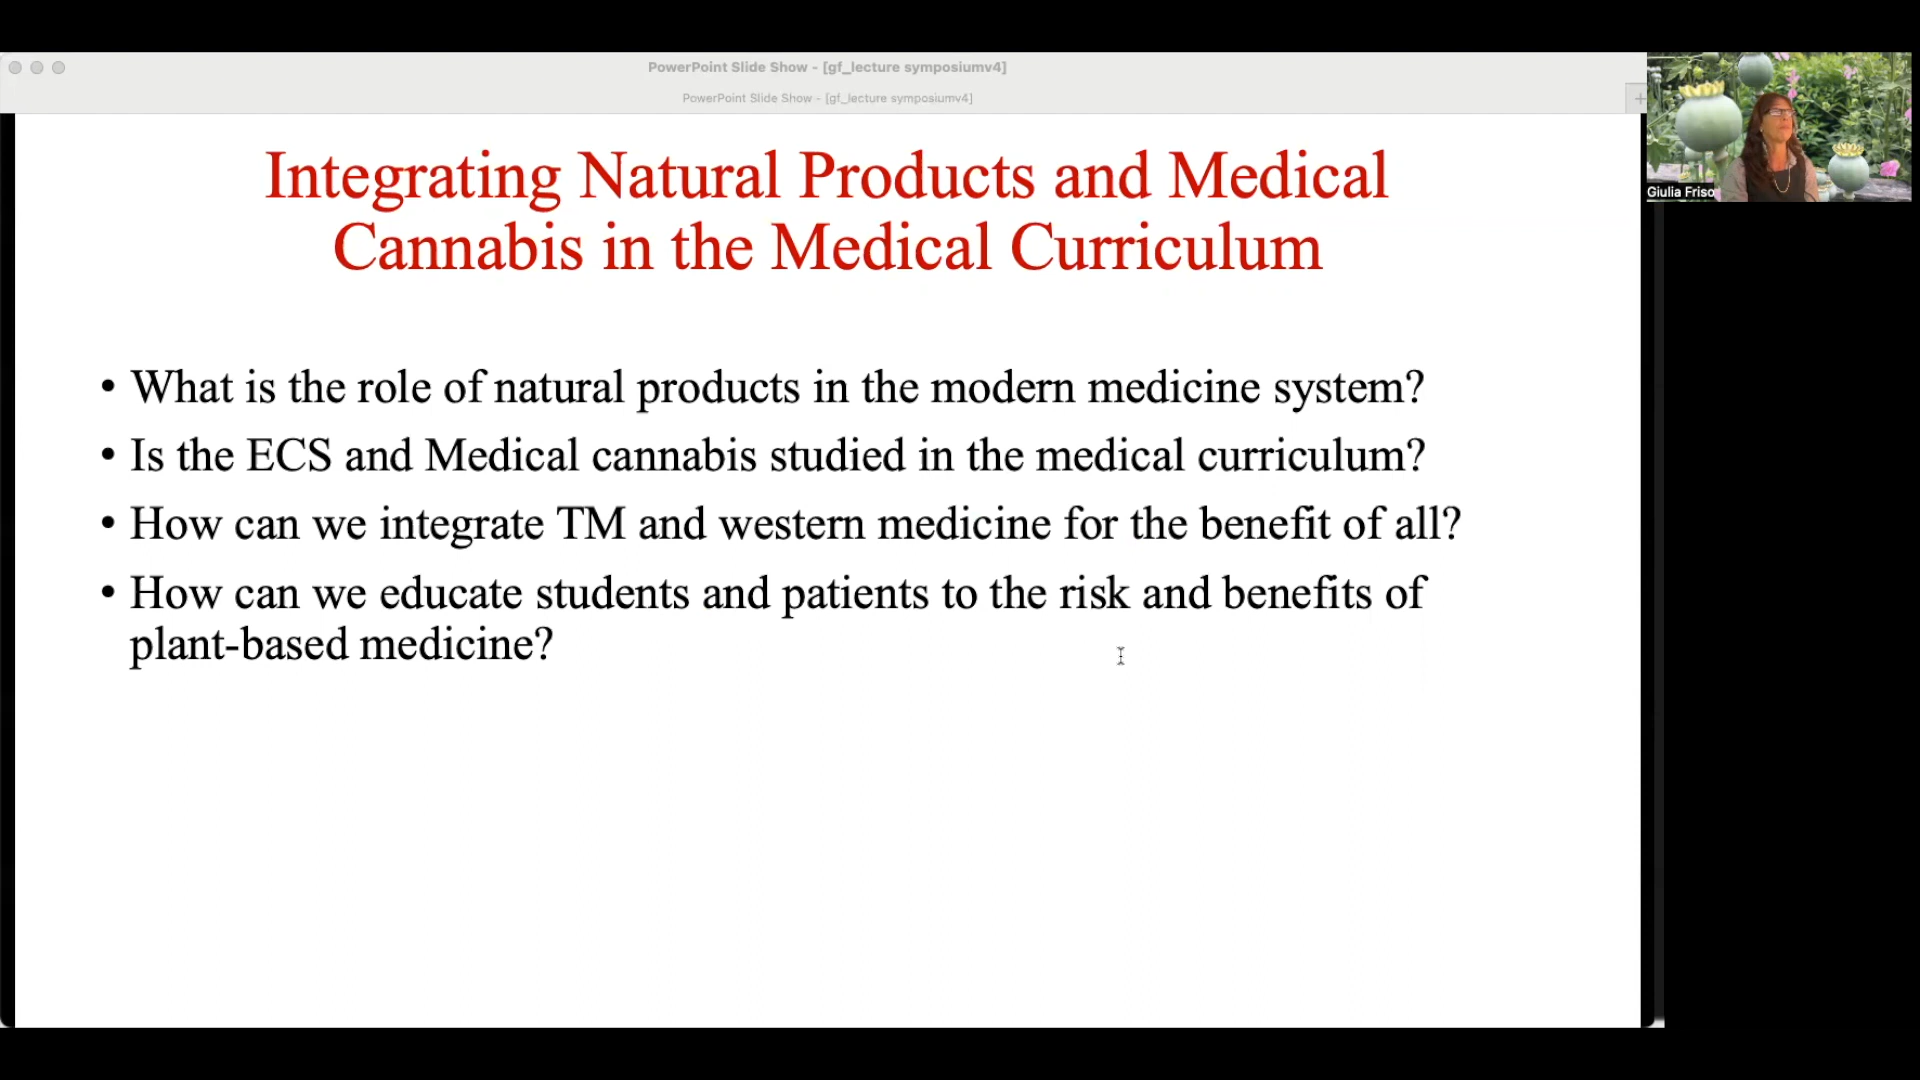 PowerPoint Slide Show - [gf_lecture symposiumv4]
PowerPoint Slide Show - [gf_lecture symposiumv4]
Integrating Natural Products and Medical
Cannabis in the Medical Curriculum
• What is the role of natural products in the modern medicine system?
• Is the ECS and Medical cannabis studied in the medical curriculum?
• How can we integrate TM and western medicine for the benefit of all?
• How can we educate students and patients to the risk and benefits of
plant-based medicine?
Giulia Friso